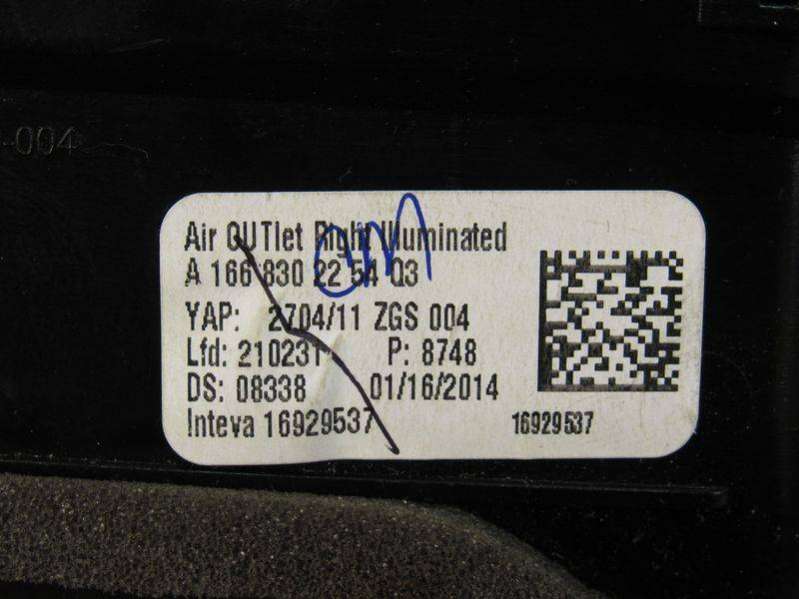 -004
Air OUTlet Right Illuminated
A 166 830 22 54 Q3
YAP: 2704/11 ZGS 004
Lfd: 210231 P: 8748
DS: 08338 01/16/2014
Inteva 16929537 16929537